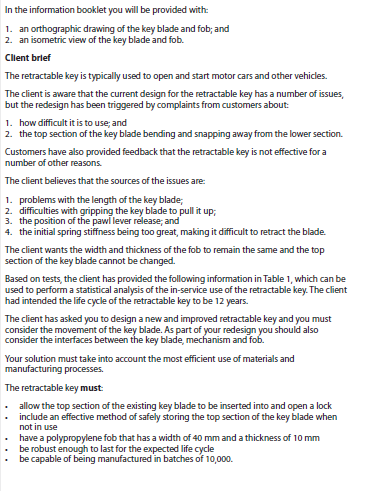 In the information booklet you will be provided with:
1. an orthographic drawing of the key blade and fob; and
2. an isometric view of the key blade and fob.
Client brief
The retractable key is typically used to open and start motor cars and other vehicles.
The client is aware that the current design for the retractable key has a number of issues,
but the redesign has been triggered by complaints from customers about:
1. how difficult it is to use; and
2. the top section of the key blade bending and snapping away from the lower section.
Customers have also provided feedback that the retractable key is not effective for a
number of other reasons.
The client believes that the sources of the issues are:
1. problems with the length of the key blade;
2. difficulties with gripping the key blade to pull it up;
3. the position of the pawl lever release; and
4. the initial spring stiffness being too great, making it difficult to retract the blade.
The client wants the width and thickness of the fob to remain the same and the top
section of the key blade cannot be changed.
Based on tests, the client has provided the following information in Table 1, which can be
used to perform a statistical analysis of the in-service use of the retractable key. The client
had intended the life cycle of the retractable key to be 12 years.
The client has asked you to design a new and improved retractable key and you must
consider the movement of the key blade. As part of your redesign you should also
consider the interfaces between the key blade, mechanism and fob.
Your solution must take into account the most efficient use of materials and
manufacturing processes.
The retractable key must:
• allow the top section of the existing key blade to be inserted into and open a lock
• include an effective method of safely storing the top section of the key blade when
not in use
• have a polypropylene fob that has a width of 40 mm and a thickness of 10 mm
• be robust enough to last for the expected life cycle
• be capable of being manufactured in batches of 10,000.